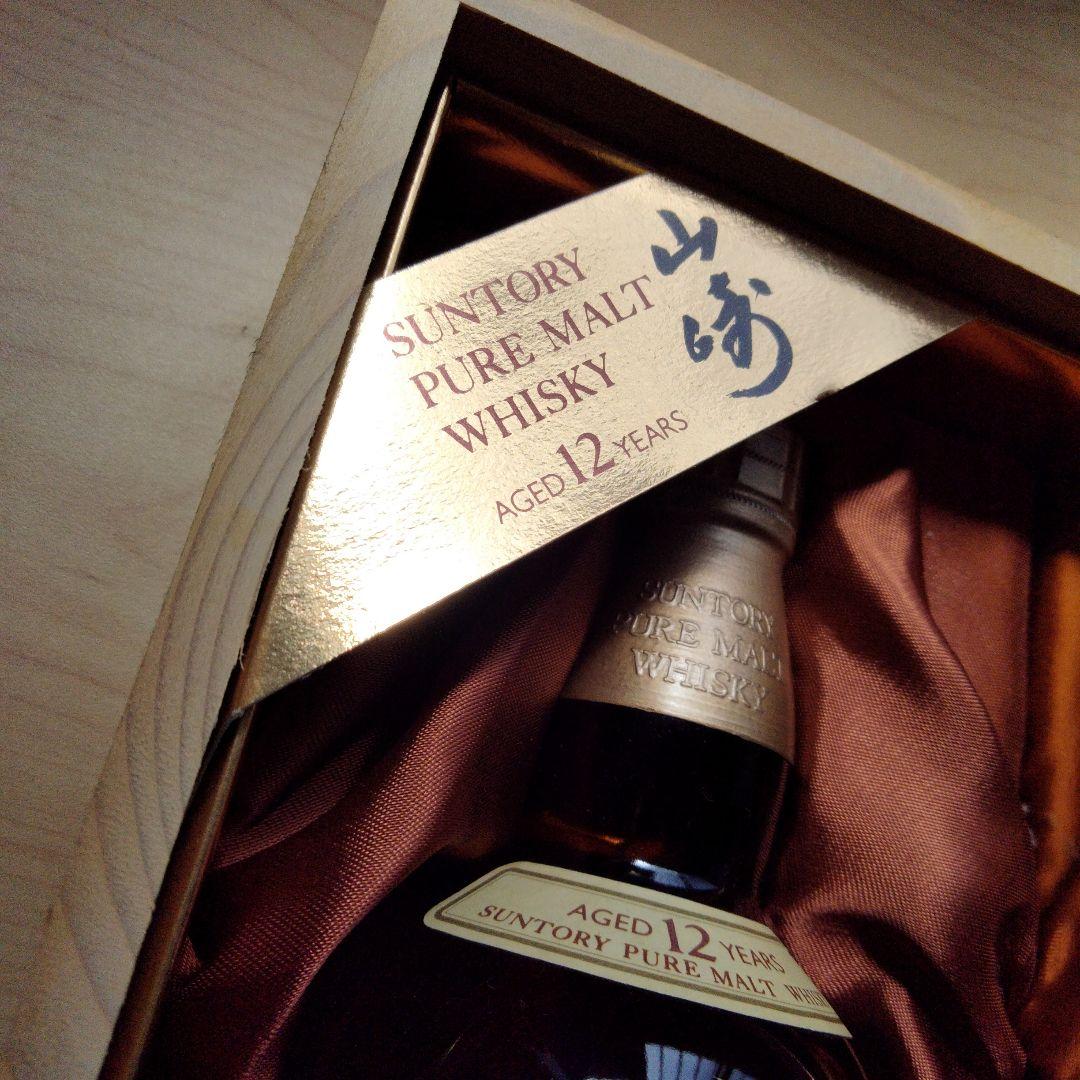 SUNTORY
PURE MALT
WHISKY
AGED 12 YEARS
山崎
SUNTORY
PURE MALT
WHISKY
AGED 12 YEARS
SUNTORY PURE MALT